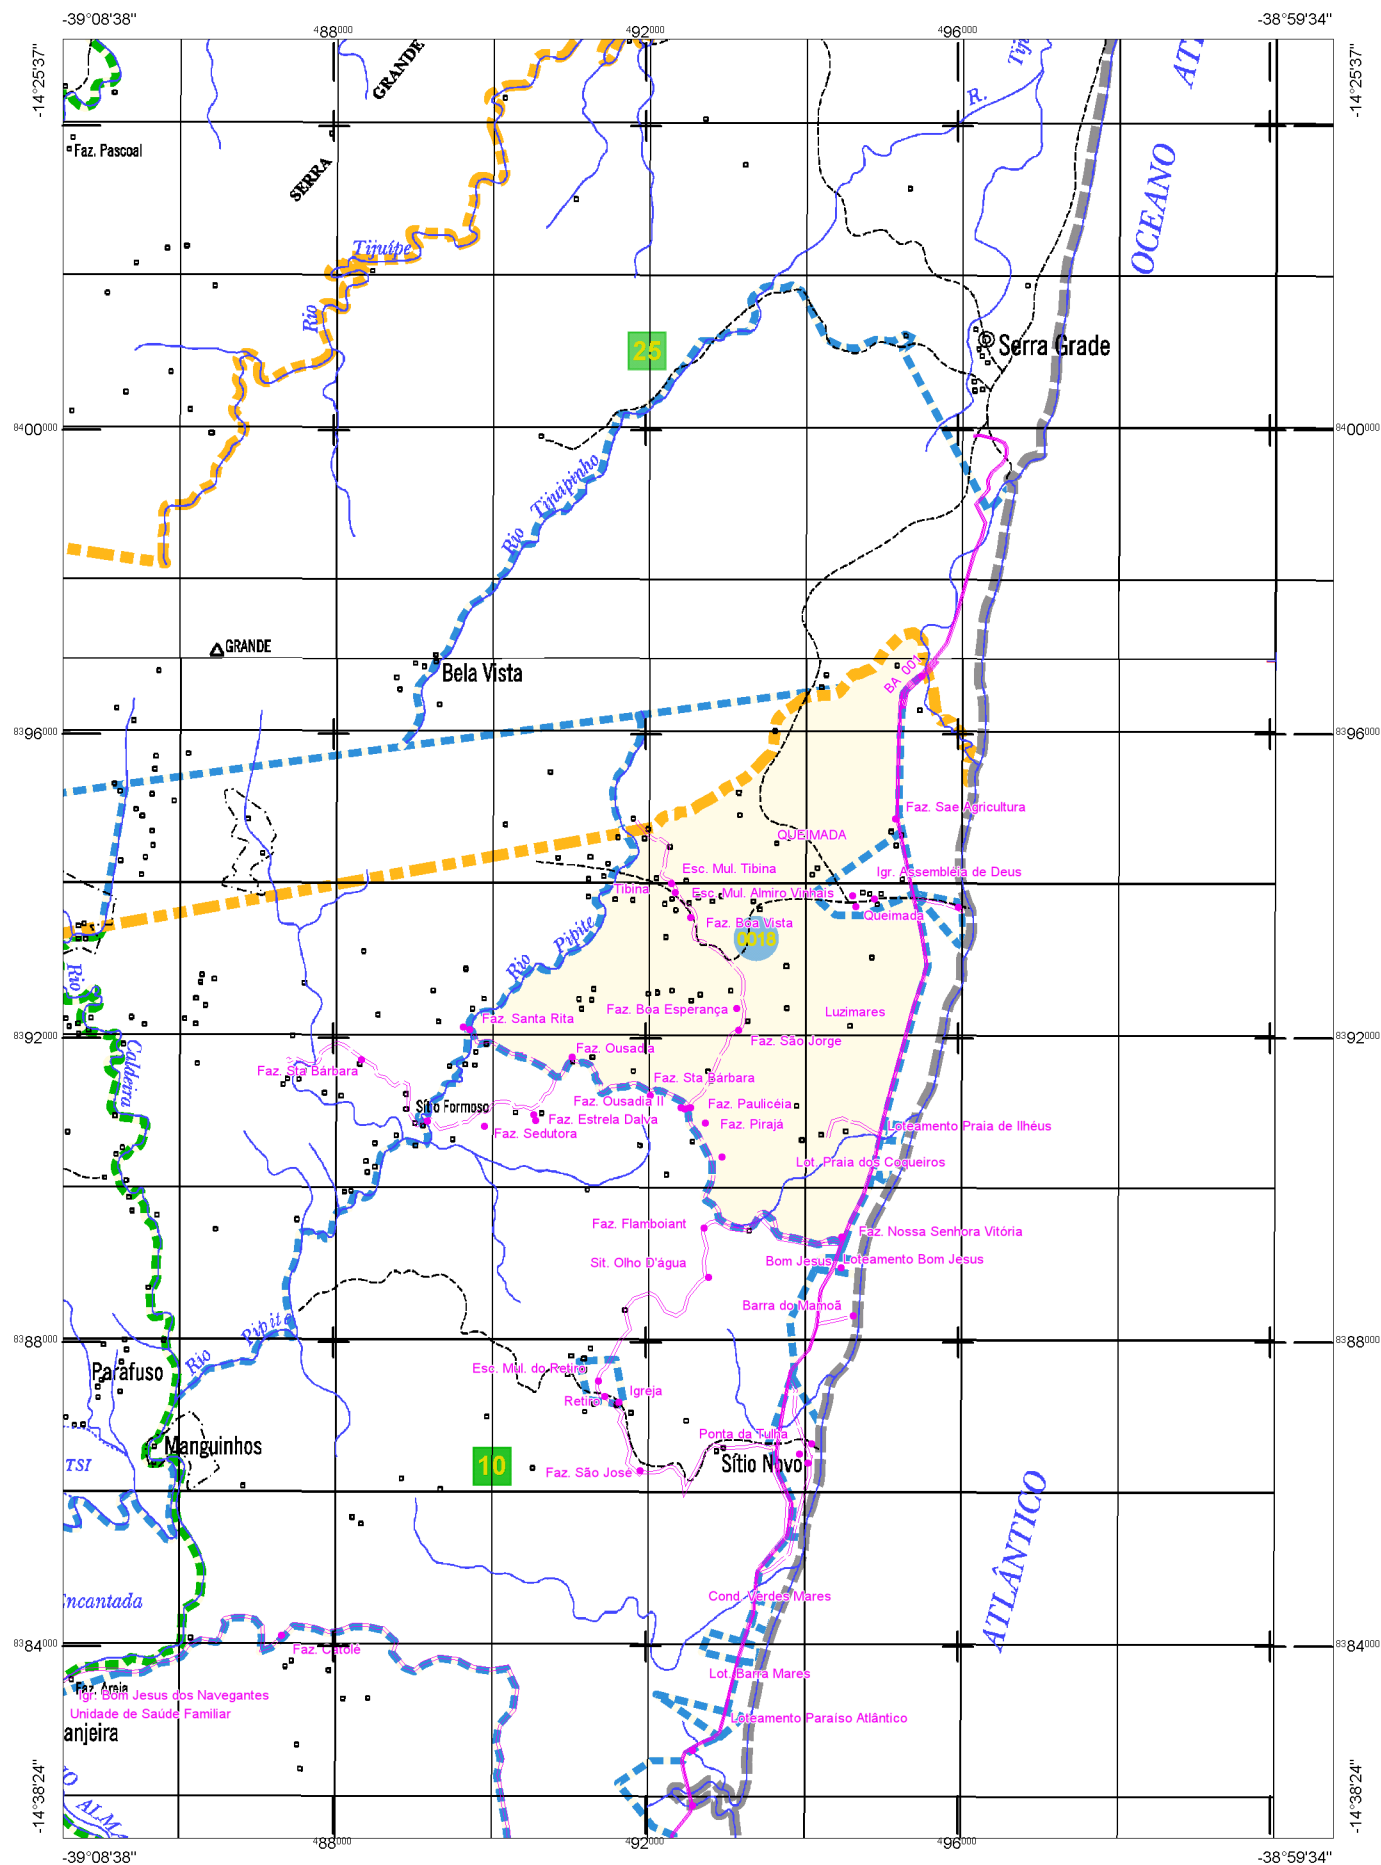 -39°08'38"
-38°59'34"
488000
492000
496000
-14°25'37"
-14°25'37"
GRANDE
SERRA
R.
Tiju
ATL
OCEANO
Faz. Pascoal
Tijuípe
Rio
25
Serra Grade
8400000
8400000
Rio Tijuipinho
GRANDE
Bela Vista
BA 001
8396000
8396000
Faz. Sae Agricultura
QUEIMADA
Esc. Mul. Tibina
Igr. Assembléia de Deus
Tibina
Esc. Mul. Almiro Vinhais
Queimada
Faz. Boa Vista
0018
Rio Pipite
Rio
Caldeira
Faz. Santa Rita
Faz. Boa Esperança
Luzimares
8392000
8392000
Faz. São Jorge
Faz. Ousadia
Faz. Sta Bárbara
Faz. Sta Bárbara
Sítio Formoso
Faz. Ousadia II
Faz. Paulicéia
Faz. Estrela Dalva
Faz. Pirajá
Faz. Sedutora
Loteamento Praia de Ilhéus
Lot. Praia dos Coqueiros
Faz. Flamboiant
Faz. Nossa Senhora Vitória
Sit. Olho D'água
Bom Jesus
Loteamento Bom Jesus
Barra do Mamoã
Rio Pipite
8388000
8388000
Parafuso
Esc. Mul. do Retiro
Igreja
Retiro
Manguinhos
Ponta da Tulha
Sítio Novo
TSI
10
Faz. São José
ATLÂNTICO
Encantada
Cond. Verdes Mares
8384000
8384000
Faz. Catolé
Lot. Barra Mares
Faz. Areia
Igr. Bom Jesus dos Navegantes
Unidade de Saúde Familiar
Loteamento Paraíso Atlântico
anjeira
ALMA
-14°38'24"
-14°38'24"
488000
492000
496000
-39°08'38"
-38°59'34"